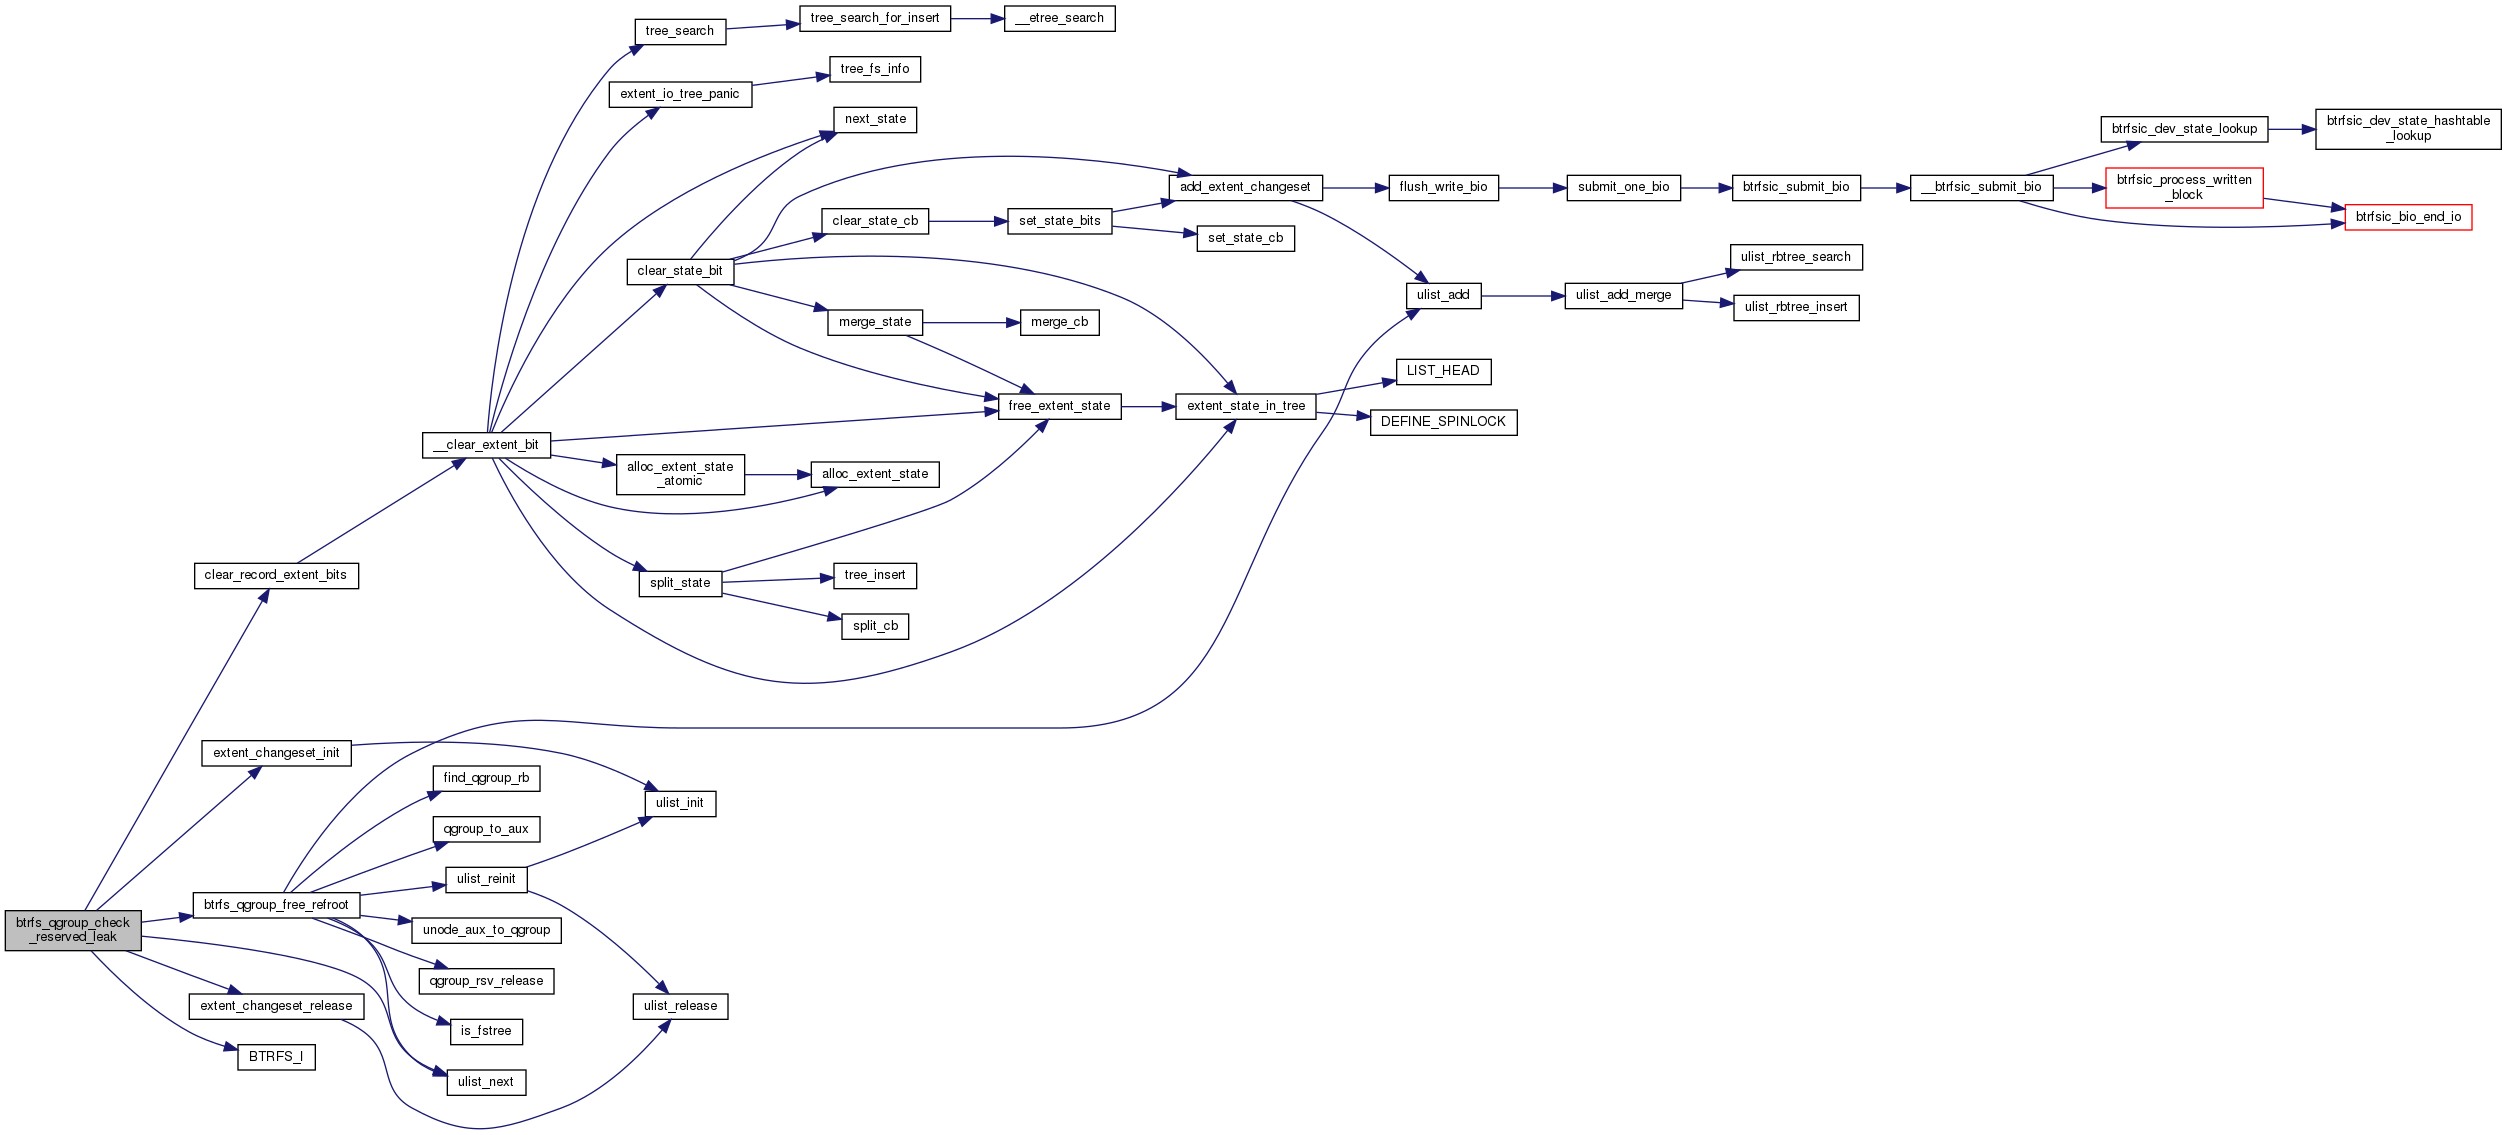 tree_search
tree_search_for_insert
__etree_search
extent_io_tree_panic
tree_fs_info
next_state
clear_state_bit
clear_state_cb
set_state_bits
add_extent_changeset
set_state_cb
flush_write_bio
submit_one_bio
btrfsic_submit_bio
__btrfsic_submit_bio
btrfsic_dev_state_lookup
btrfsic_dev_state_hashtable
_lookup
btrfsic_process_written
_block
btrfsic_bio_end_io
ulist_add
ulist_add_merge
ulist_rbtree_search
ulist_rbtree_insert
merge_state
merge_cb
free_extent_state
extent_state_in_tree
LIST_HEAD
DEFINE_SPINLOCK
__clear_extent_bit
alloc_extent_state
_atomic
alloc_extent_state
clear_record_extent_bits
split_state
tree_insert
split_cb
extent_changeset_init
find_qgroup_rb
ulist_init
qgroup_to_aux
ulist_reinit
btrfs_qgroup_free_refroot
btrfs_qgroup_check
_reserved_leak
unode_aux_to_qgroup
qgroup_rsv_release
extent_changeset_release
ulist_release
is_fstree
BTRFS_I
ulist_next